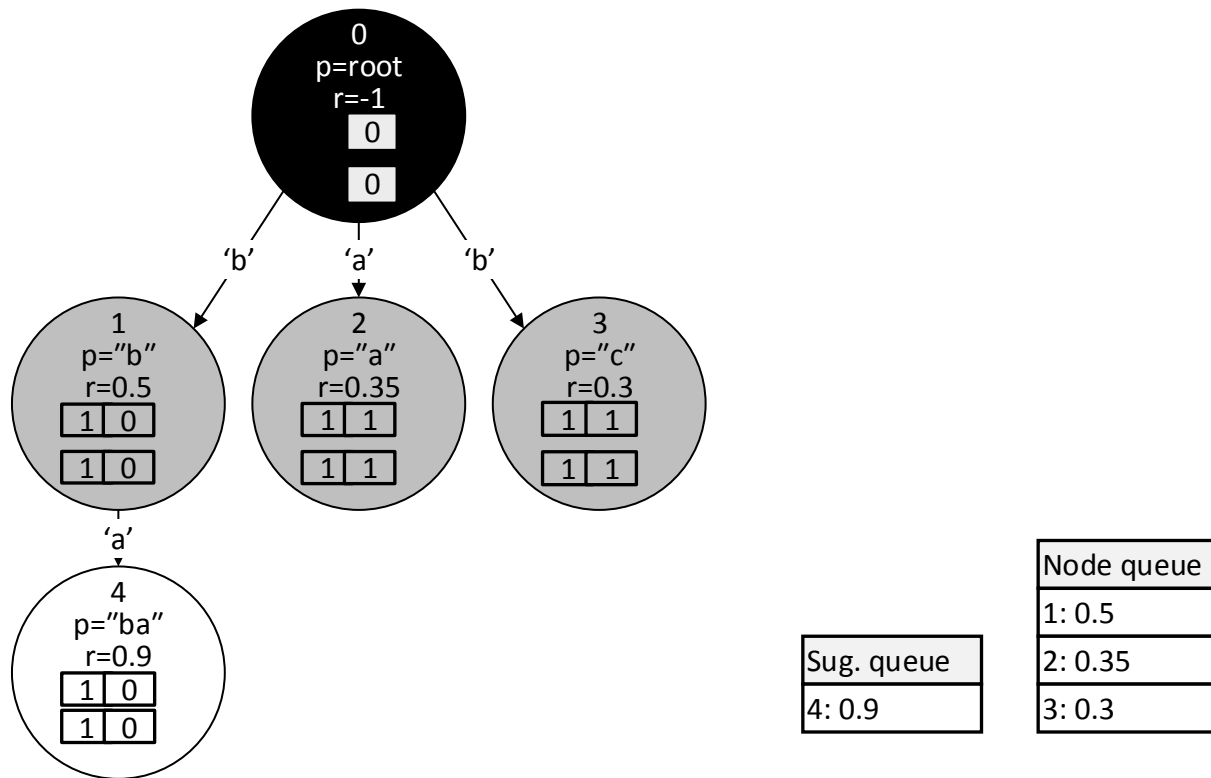 0
p=root
r=-1
0
0
‘b’
‘a’
‘b’
1
p=”b”
r=0.5
1 0
1 0
2
p=”a”
r=0.35
1 1
1 1
3
p=”c”
r=0.3
1 1
1 1
‘a’
4
p=”ba”
r=0.9
1 0
1 0
Sug. queue
4: 0.9
Node queue
1: 0.5
2: 0.35
3: 0.3